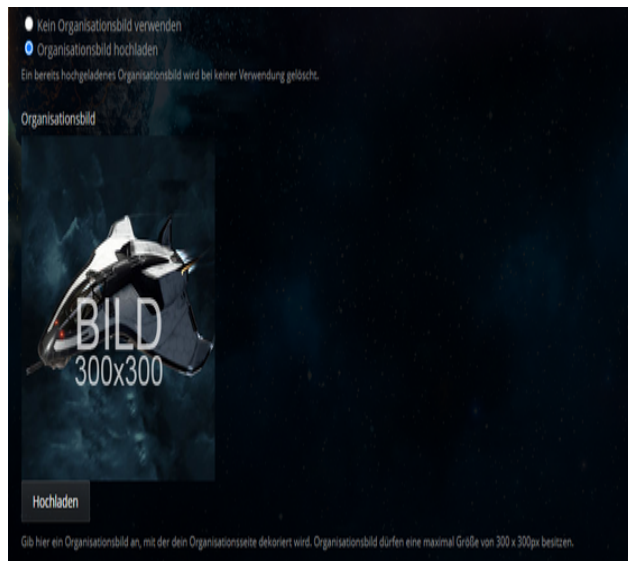 Kein Organisationsbild verwenden
Organisationsbild hochladen
Ein bereits hochgeladenes Organisationsbild wird bei keiner Verwendung gelöscht.
Organisationsbild
BILD
300x300
Hochladen
Gib hier ein Organisationsbild an, mit der dein Organisationsseite dekoriert wird. Organisationsbild dürfen eine maximal Größe von 300 x 300px besitzen.